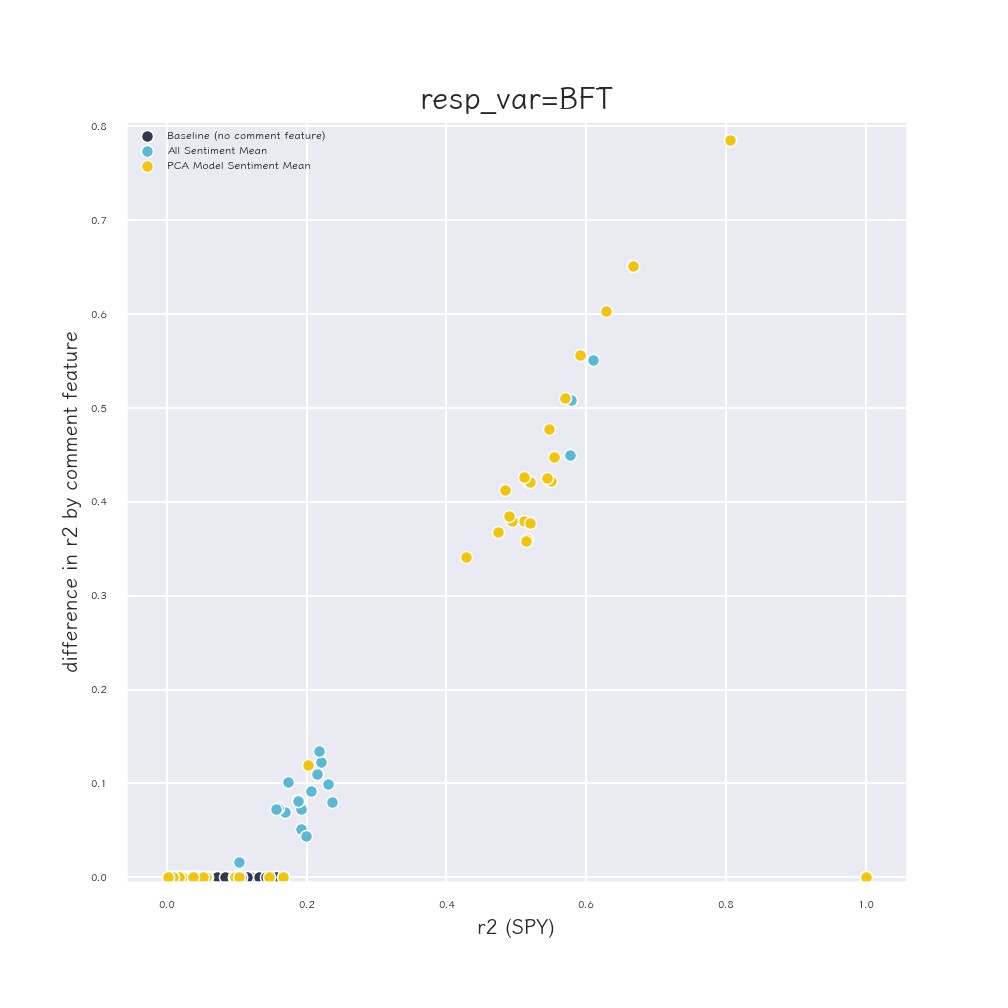 resp_var=BFT
Baseline (no comment feature)
All Sentiment Mean
PCA Model Sentiment Mean
difference in r2 by comment feature
0.8
0.7
0.6
0.5
0.4
0.3
0.2
0.1
0.0
0.0 0.2 0.4 0.6 0.8 1.0
r2 (SPY)